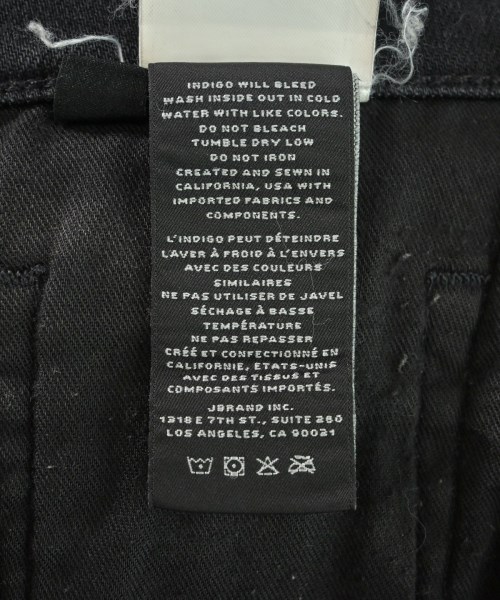 INDIGO WILL BLEED
WASH INSIDE OUT IN COLD
WATER WITH LIKE COLORS.
DO NOT BLEACH
TUMBLE DRY LOW
DO NOT IRON
CREATED AND SEWN IN
CALIFORNIA, USA WITH
IMPORTED FABRICS AND
COMPONENTS.
L'INDIGO PEUT DÉTEINDRE
LAVER À FROID À L'ENVERS
AVEC DES COULEURS
SIMILAIRES
NE PAS UTILISER DE JAVEL
SÉCHAGE À BASSE
TEMPÉRATURE
NE PAS REPASSER
CRÉÉ ET CONFECTIONNÉ EN
CALIFORNIE, ETATS-UNIS
AVEC DES TISSUS ET
COMPOSANTS IMPORTÉS.
JBRAND INC.
1318 E 7TH ST., SUITE 260
LOS ANGELES, CA 90021